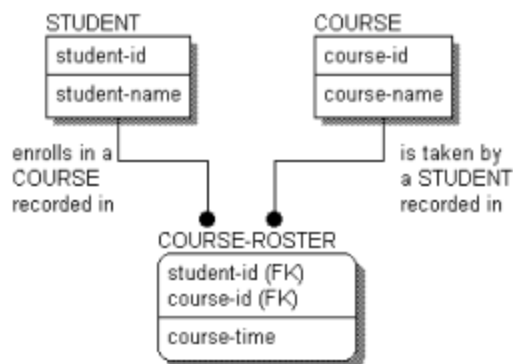 STUDENT
student-id
student-name
COURSE
course-id
course-name
enrolls in a
COURSE
recorded in
is taken by
a STUDENT
recorded in
COURSE-ROSTER
student-id (FK)
course-id (FK)
course-time